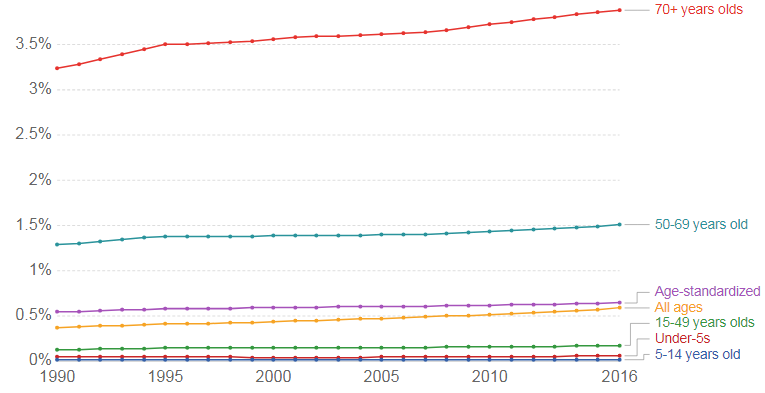 70+ years olds
3.5%
3%
2.5%
2%
1.5%
50-69 years old
1%
Age-standardized
0.5%
All ages
15-49 years olds
Under-5s
5-14 years old
0%
1990 1995 2000 2005 2010 2016